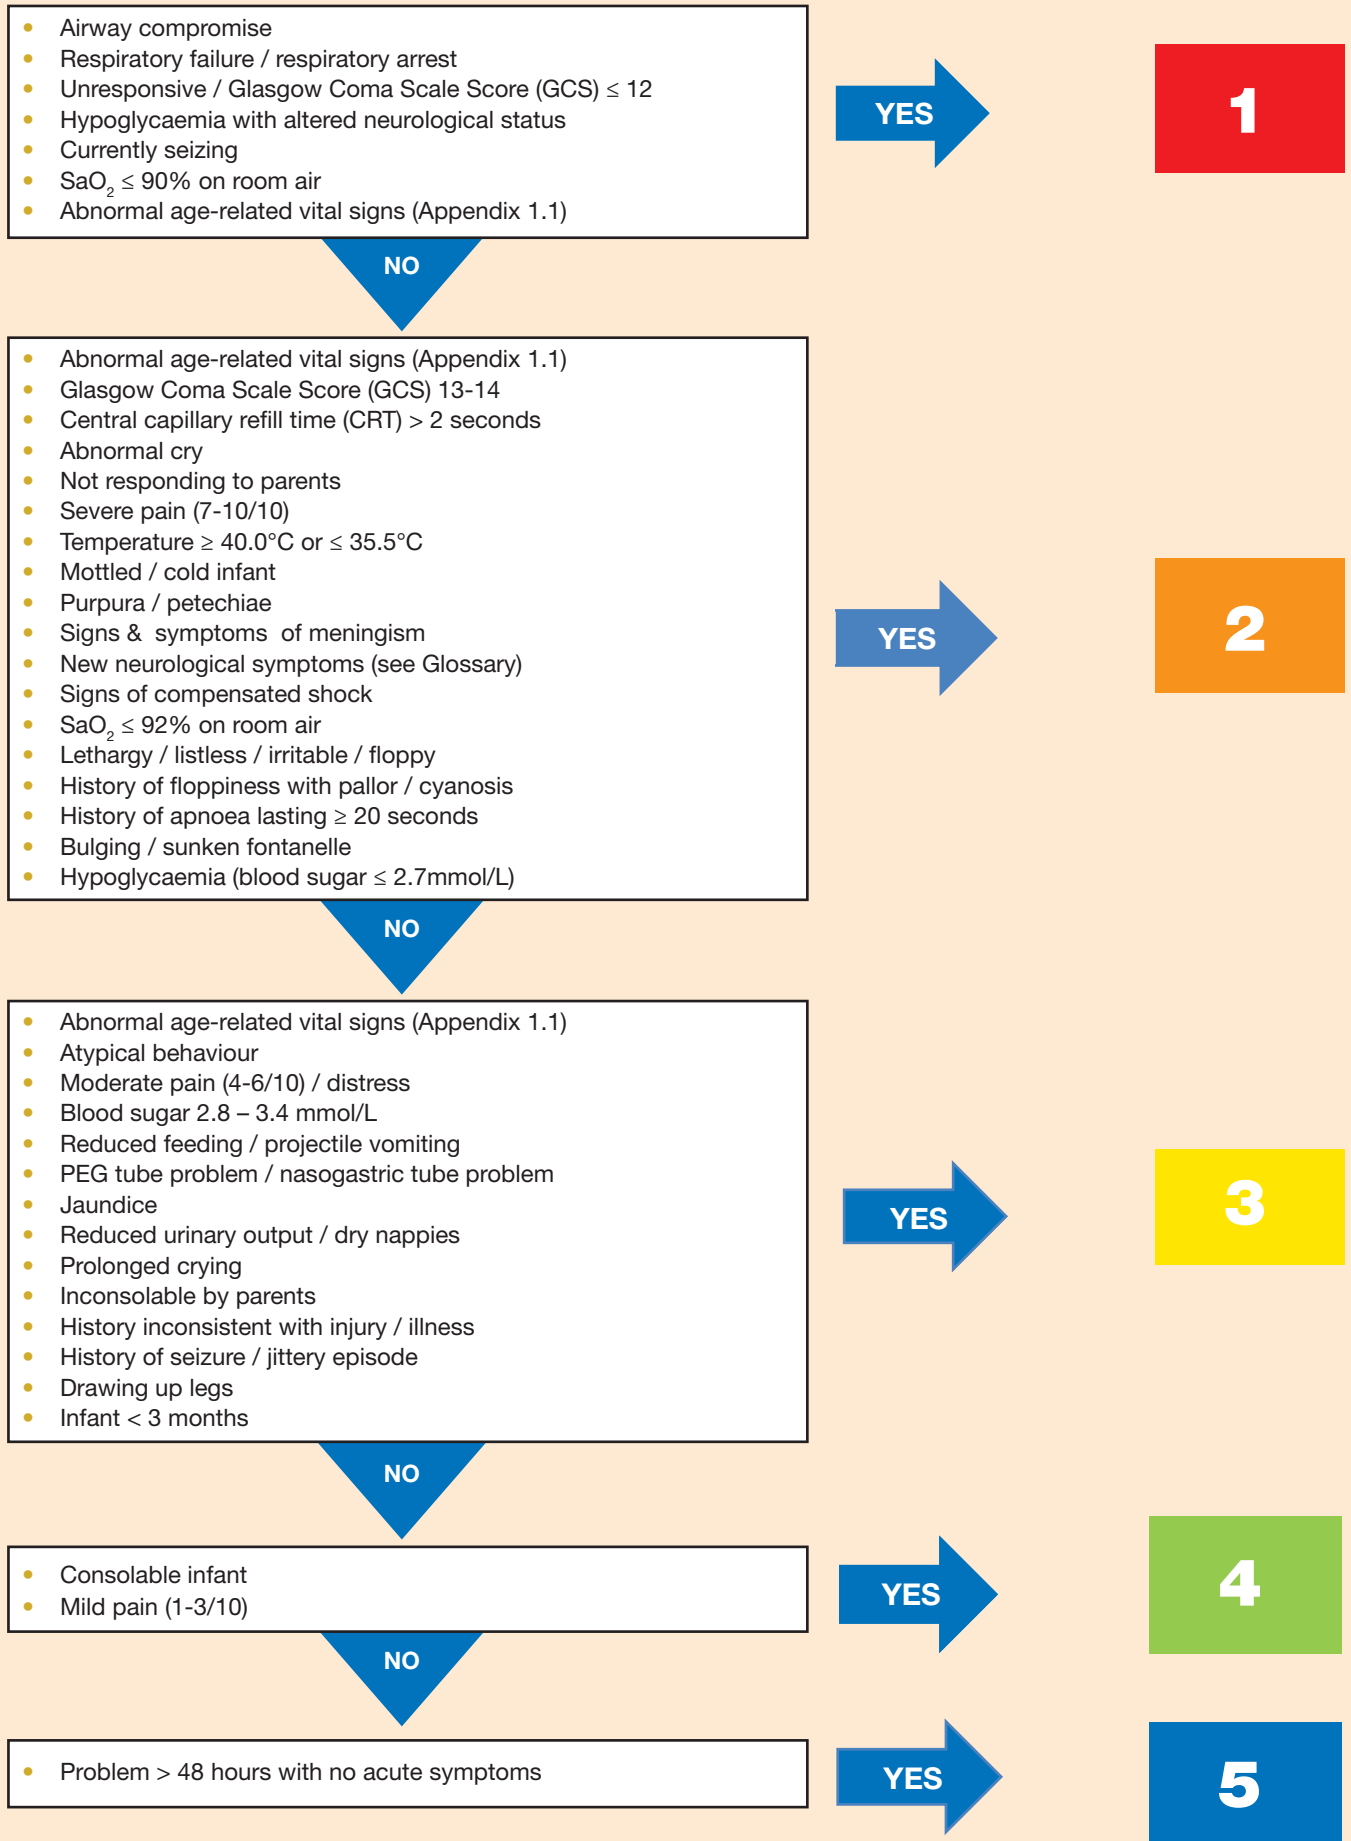 • Airway compromise
• Respiratory failure / respiratory arrest
• Unresponsive / Glasgow Coma Scale Score (GCS) ≤ 12
• Hypoglycaemia with altered neurological status
• Currently seizing
• SaO₂ ≤ 90% on room air
• Abnormal age-related vital signs (Appendix 1.1)
YES
1
NO
• Abnormal age-related vital signs (Appendix 1.1)
• Glasgow Coma Scale Score (GCS) 13-14
• Central capillary refill time (CRT) > 2 seconds
• Abnormal cry
• Not responding to parents
• Severe pain (7-10/10)
• Temperature ≥ 40.0°C or ≤ 35.5°C
• Mottled / cold infant
• Purpura / petechiae
• Signs & symptoms of meningism
• New neurological symptoms (see Glossary)
• Signs of compensated shock
• SaO₂ ≤ 92% on room air
• Lethargy / listless / irritable / floppy
• History of floppiness with pallor / cyanosis
• History of apnoea lasting ≥ 20 seconds
• Bulging / sunken fontanelle
• Hypoglycaemia (blood sugar ≤ 2.7mmol/L)
YES
2
NO
• Abnormal age-related vital signs (Appendix 1.1)
• Atypical behaviour
• Moderate pain (4-6/10) / distress
• Blood sugar 2.8 – 3.4 mmol/L
• Reduced feeding / projectile vomiting
• PEG tube problem / nasogastric tube problem
• Jaundice
• Reduced urinary output / dry nappies
• Prolonged crying
• Inconsolable by parents
• History inconsistent with injury / illness
• History of seizure / jittery episode
• Drawing up legs
• Infant < 3 months
YES
3
NO
• Consolable infant
• Mild pain (1-3/10)
YES
4
NO
• Problem > 48 hours with no acute symptoms
YES
5